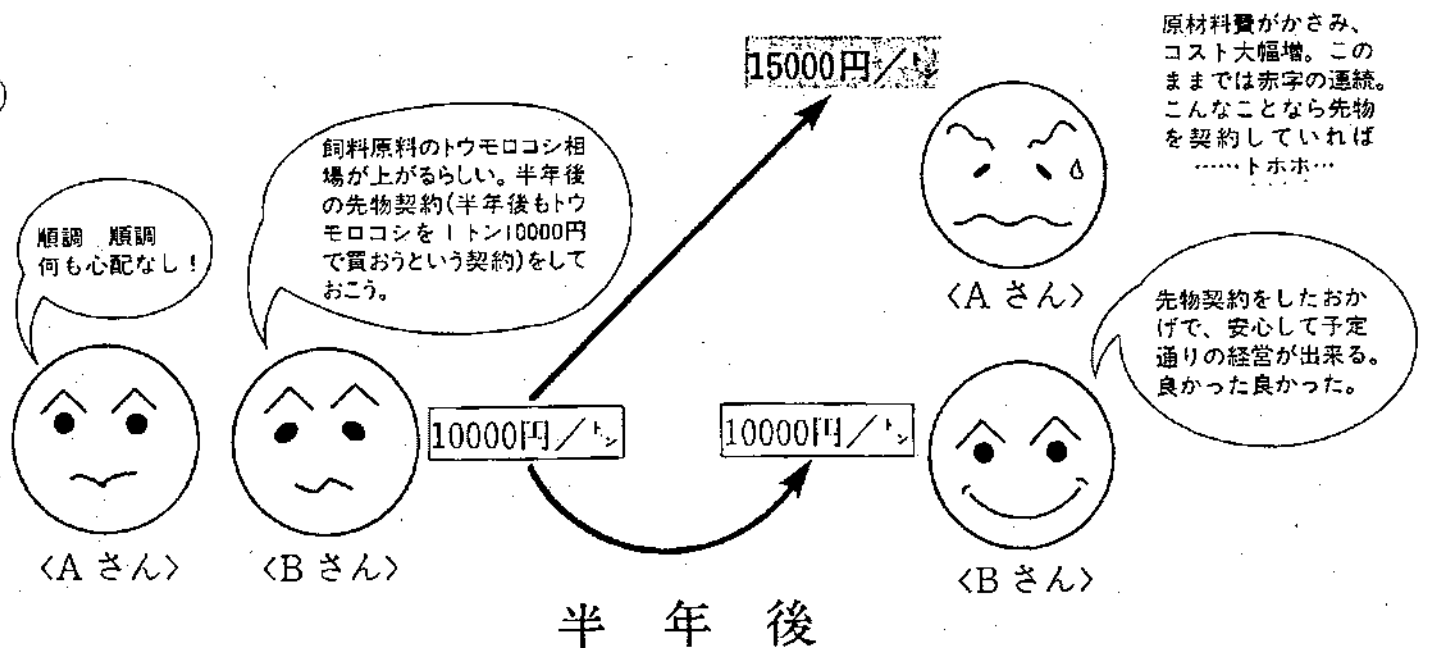 順調 順調
何も心配なし！
〈Aさん〉
飼料原料のトウモロコシ相
場が上がるらしい。半年後
の先物契約(半年後もトウ
モロコシを1トン10000円
で買おうという契約)をして
おこう。
〈Bさん〉
10000円／トン
15000円／トン
原材料費がかさみ、
コスト大幅増。この
ままでは赤字の連続。
こんなことなら先物
を契約していれば
……トホホ…
〈Aさん〉
10000円／トン
先物契約をしたおか
げで、安心して予定
通りの経営が出来る。
良かった良かった。
〈Bさん〉
半年後